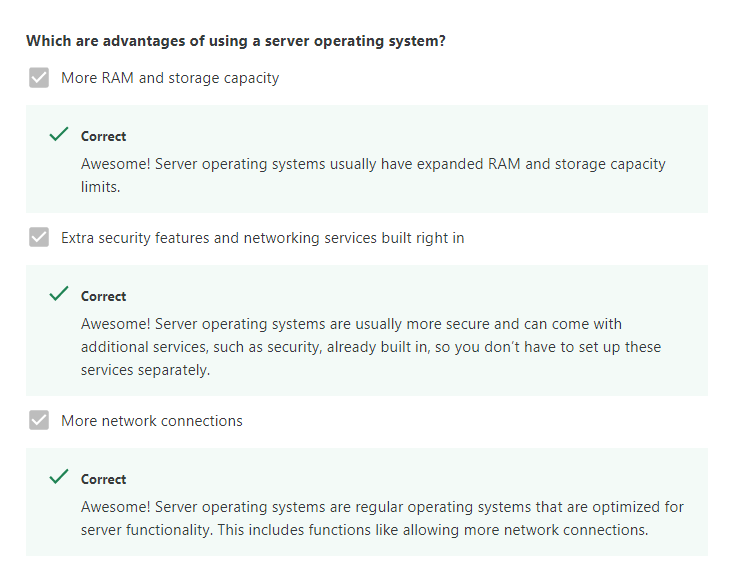 Which are advantages of using a server operating system?
More RAM and storage capacity
Correct
Awesome! Server operating systems usually have expanded RAM and storage capacity
limits.
Extra security features and networking services built right in
Correct
Awesome! Server operating systems are usually more secure and can come with
additional services, such as security, already built in, so you don’t have to set up these
services separately.
More network connections
Correct
Awesome! Server operating systems are regular operating systems that are optimized for
server functionality. This includes functions like allowing more network connections.